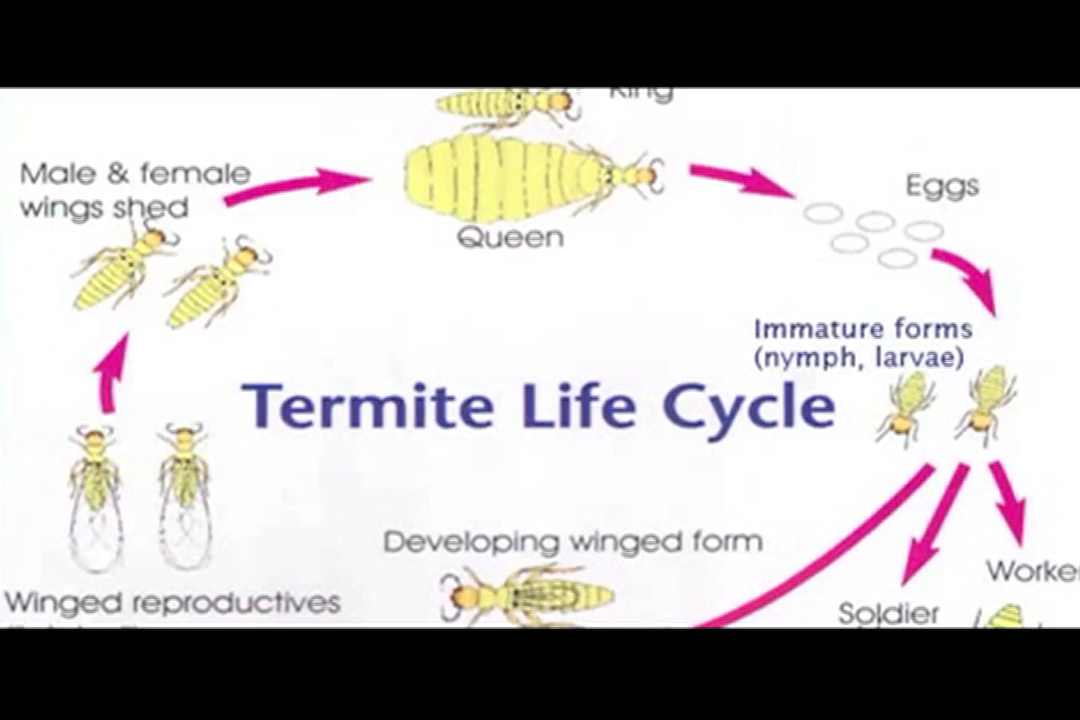 King
Male & female
wings shed
Eggs
Queen
Immature forms
(nymph, larvae)
Termite Life Cycle
Developing winged form
Worker
Winged reproductives
Soldier